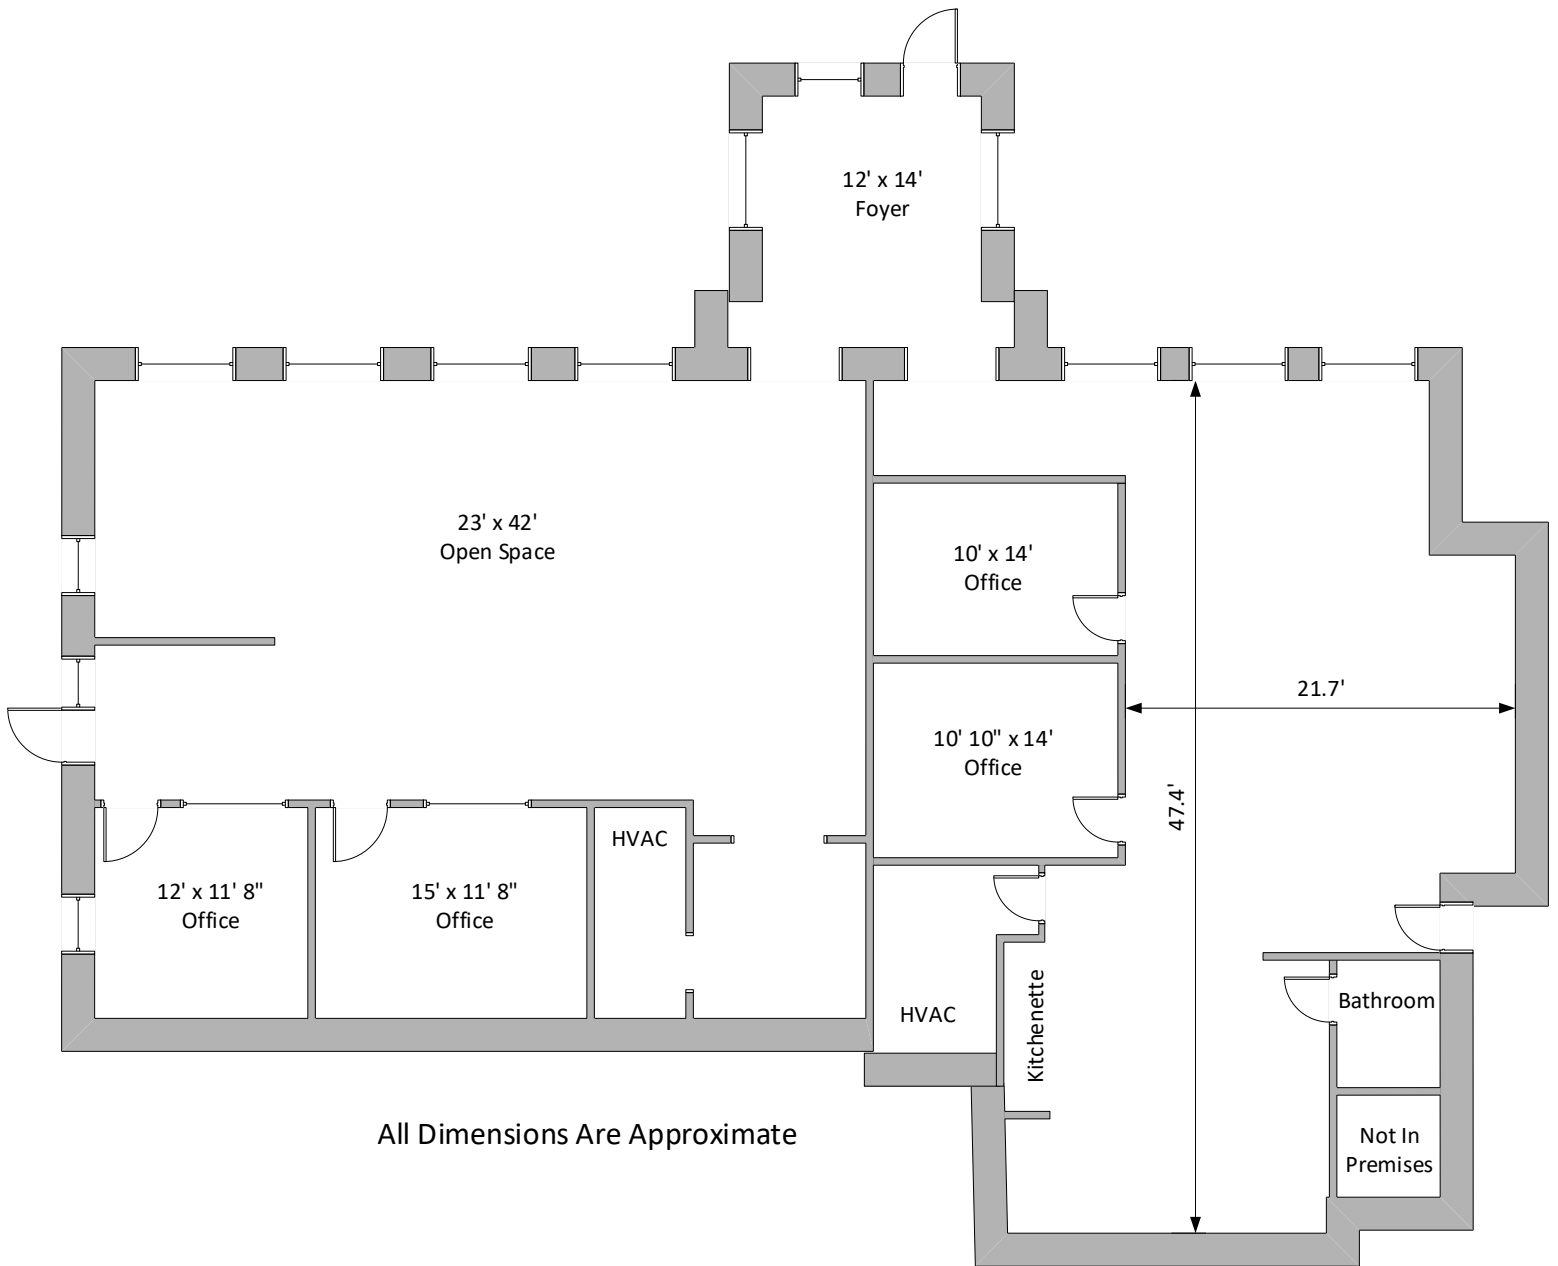 12' x 14'
Foyer
23' x 42'
Open Space
10' x 14'
Office
10' 10" x 14'
Office
21.7'
47.4'
12' x 11' 8"
Office
15' x 11' 8"
Office
HVAC
HVAC
Kitchenette
Bathroom
Not In
Premises
All Dimensions Are Approximate